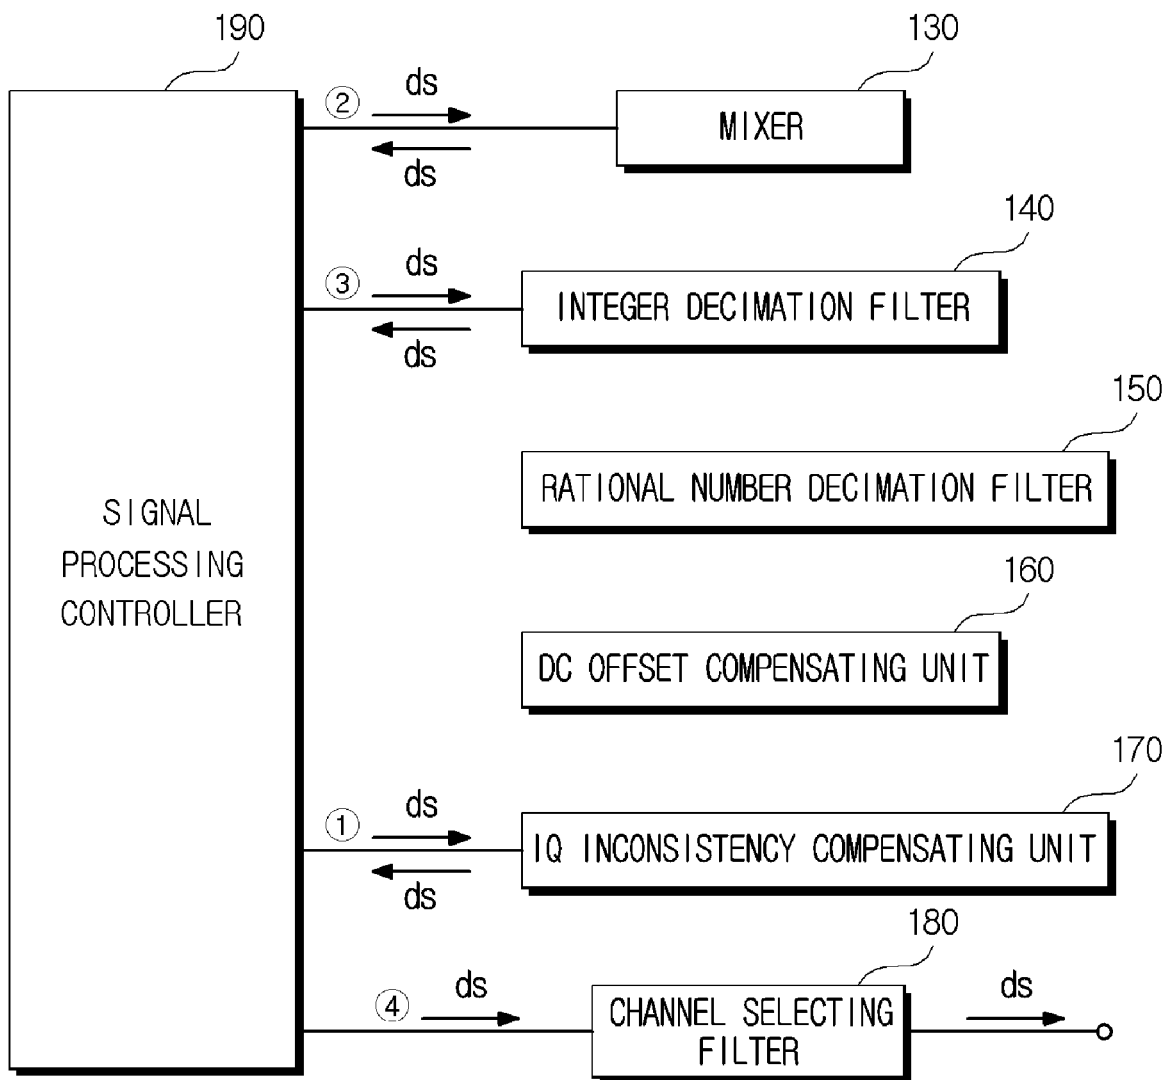 190
130
② ds
MIXER
ds
140
③ ds
INTEGER DECIMATION FILTER
ds
150
RATIONAL NUMBER DECIMATION FILTER
SIGNAL
PROCESSING
CONTROLLER
160
DC OFFSET COMPENSATING UNIT
170
① ds
IQ INCONSISTENCY COMPENSATING UNIT
ds
180
④ ds
CHANNEL SELECTING
FILTER
ds